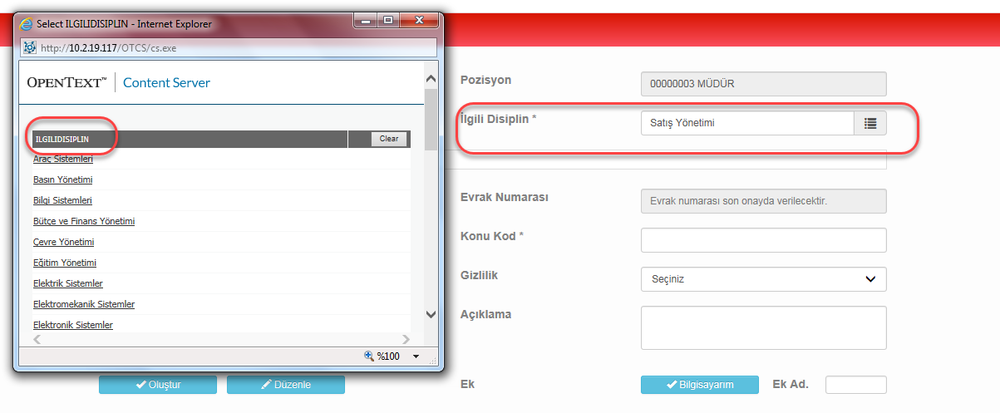 Select ILGILIDISIPLIN - Internet Explorer
http://10.2.19.117/OTCS/cs.exe
OPENTEXT™ Content Server
ILGILIDISIPLIN Clear
Araç Sistemleri
Basın Yönetimi
Bilgi Sistemleri
Bütçe ve Finans Yönetimi
Çevre Yönetimi
Eğitim Yönetimi
Elektrik Sistemler
Elektromekanik Sistemler
Elektronik Sistemler
%100
Oluştur Düzenle
Pozisyon 00000003 MÜDÜR
İlgili Disiplin * Satış Yönetimi
Evrak Numarası Evrak numarası son onayda verilecektir.
Konu Kod *
Gizlilik Seçiniz
Açıklama
Ek Bilgisayarım Ek Ad.